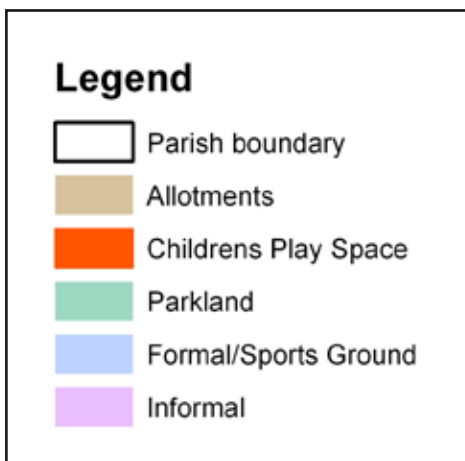 Legend
Parish boundary
Allotments
Childrens Play Space
Parkland
Formal/Sports Ground
Informal